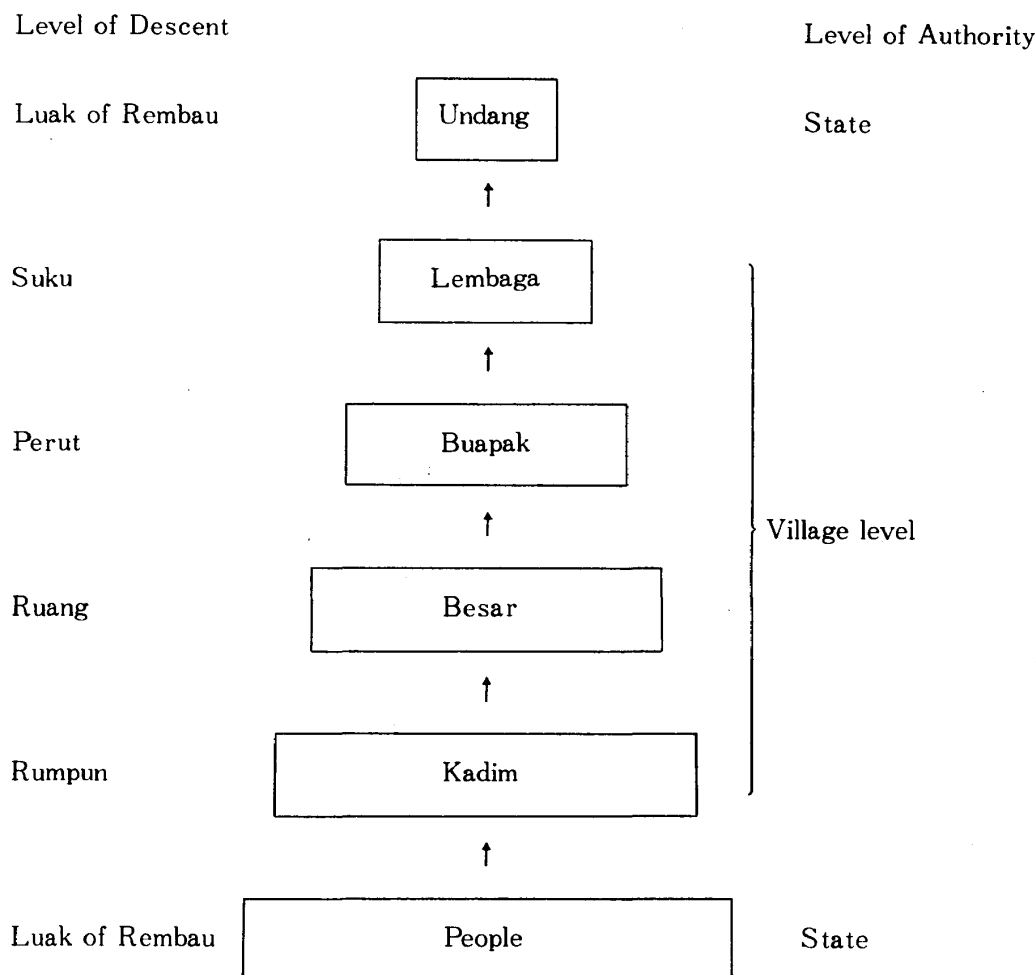 Level of Descent
Level of Authority
Luak of Rembau
Undang
State
Suku
Lembaga
Perut
Buapak
Village level
Ruang
Besar
Rumpun
Kadim
Luak of Rembau
People
State